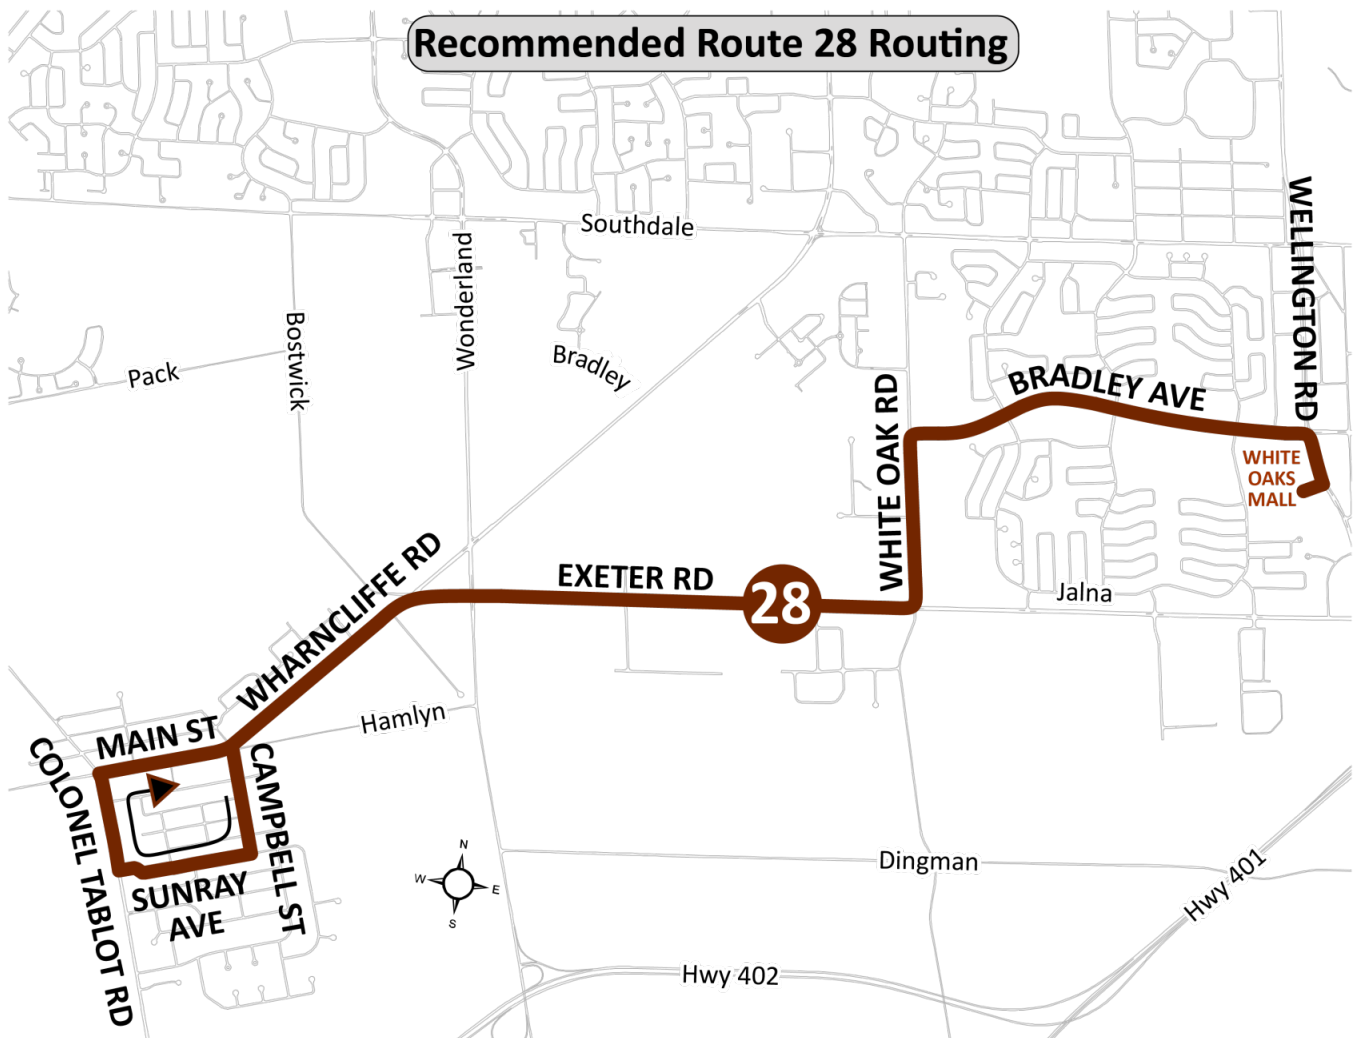 Recommended Route 28 Routing
Southdale
WELLINGTON RD
Wonderland
Bostwick
Bradley
Pack
BRADLEY AVE
WHITE OAK RD
WHITE
OAKS
MALL
WHARNCLIFFE RD
EXETER RD
28
Jalna
Hamlyn
MAIN ST
COLONEL TABLOT RD
CAMPBELL ST
SUNRAY
AVE
N
W
E
S
Dingman
Hwy 401
Hwy 402